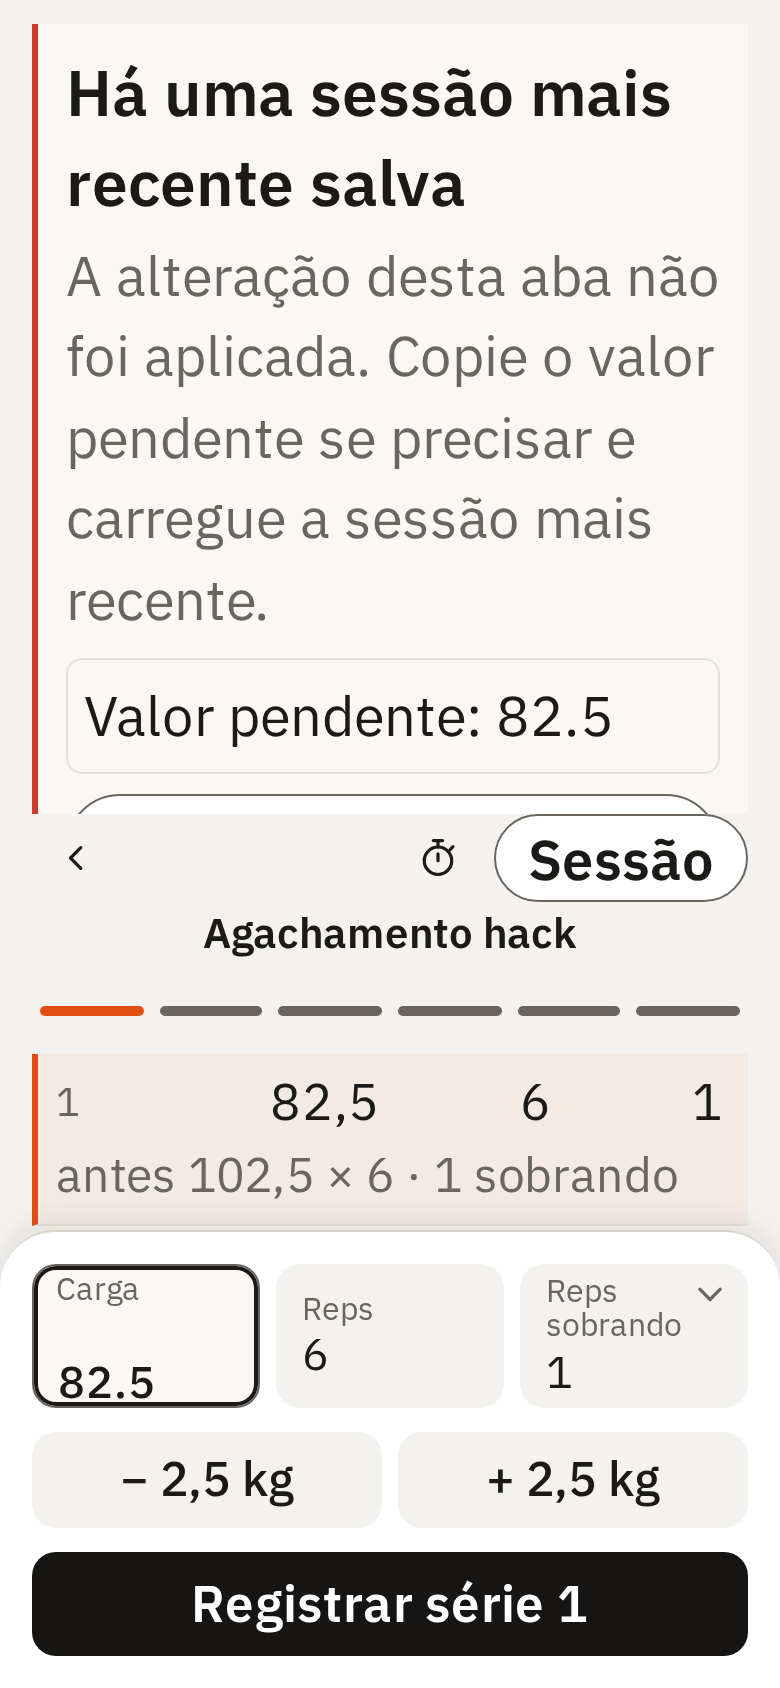 Há uma sessão mais
recente salva
A alteração desta aba não
foi aplicada. Copie o valor
pendente se precisar e
carregue a sessão mais
recente.
Valor pendente: 82.5
Sessão
Agachamento hack
1 82,5 6 1
antes 102,5 × 6 · 1 sobrando
Carga
82.5
Reps
6
Reps
sobrando
1
− 2,5 kg
+ 2,5 kg
Registrar série 1